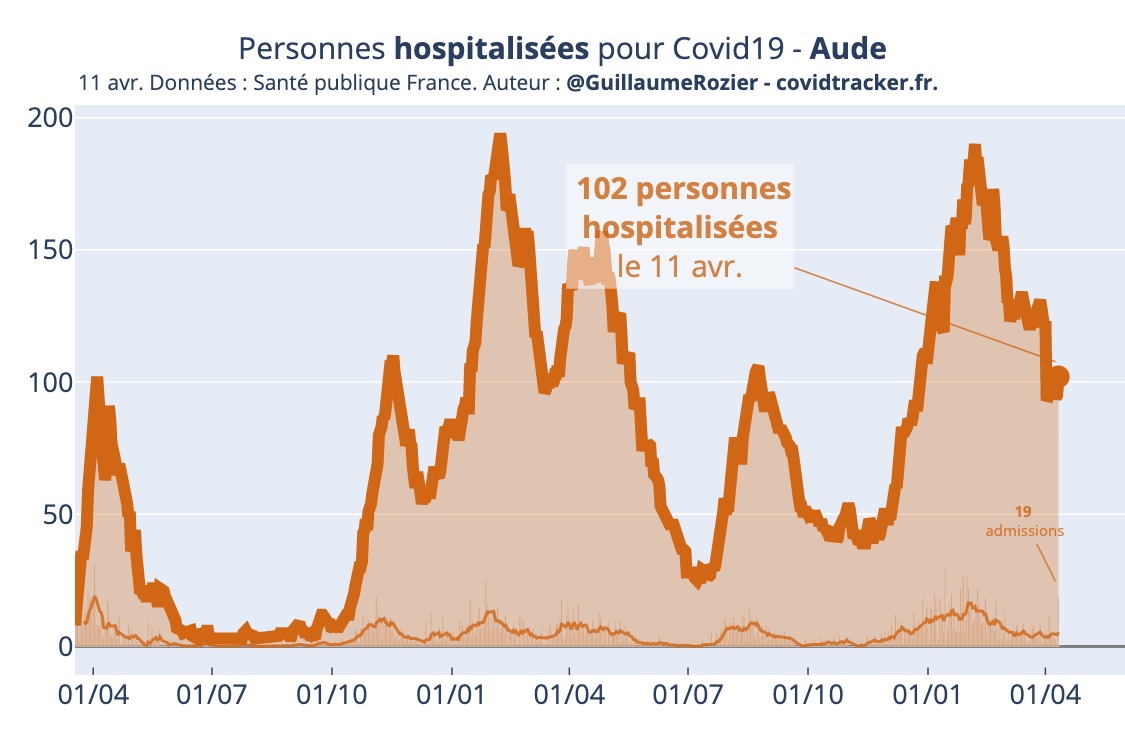 Personnes hospitalisées pour Covid19 - Aude
11 avr. Données : Santé publique France. Auteur : @GuillaumeRozier - covidtracker.fr.
200
102 personnes
hospitalisées
le 11 avr.
150
100
50
19
admissions
0
01/04 01/07 01/10 01/01 01/04 01/07 01/10 01/01 01/04